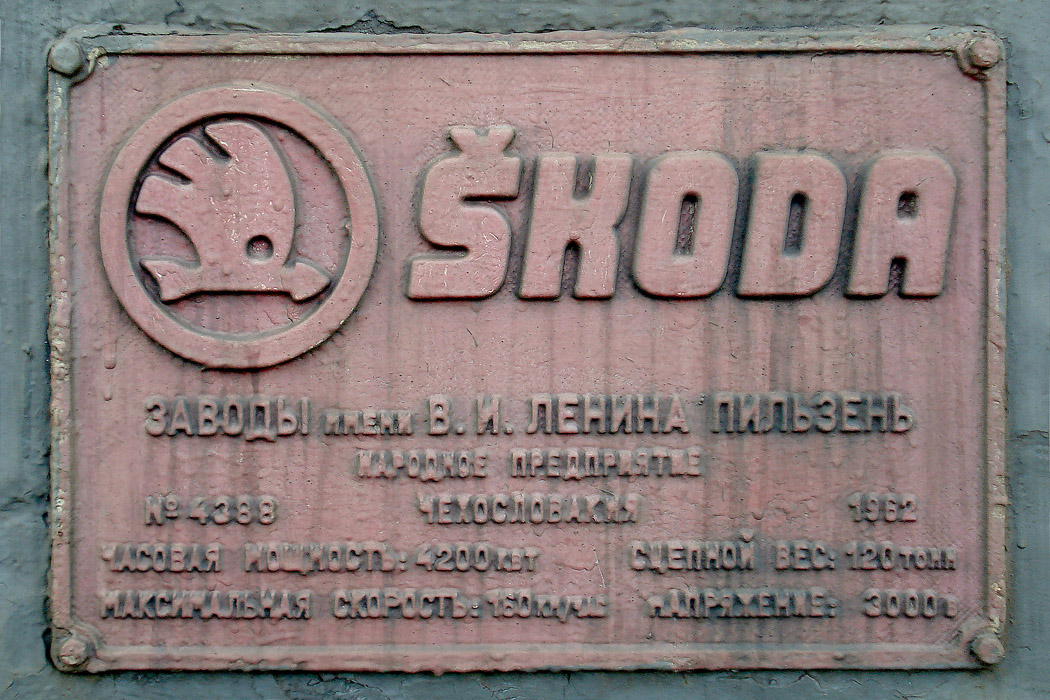 ŠKODA
ЗАВОДЫ имени В. И. ЛЕНИНА ПИЛЬЗЕНЬ
НАРОДНОЕ ПРЕДПРИЯТИЕ
№ 4388 ЧЕХОСЛОВАКИЯ 1962
ЧАСОВАЯ МОЩНОСТЬ: 4200 квт СЦЕПНОЙ ВЕС: 120 тонн
МАКСИМАЛЬНАЯ СКОРОСТЬ: 160 км/час НАПРЯЖЕНИЕ: 3000 в